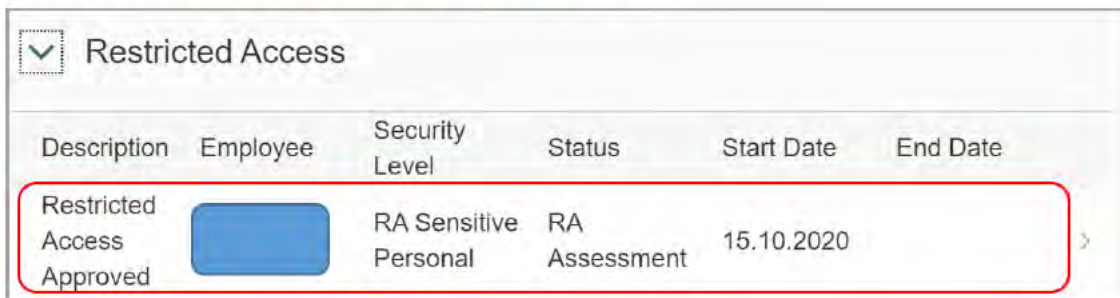 Restricted Access
Description Employee Security Level Status Start Date End Date
Restricted Access Approved RA Sensitive Personal RA Assessment 15.10.2020